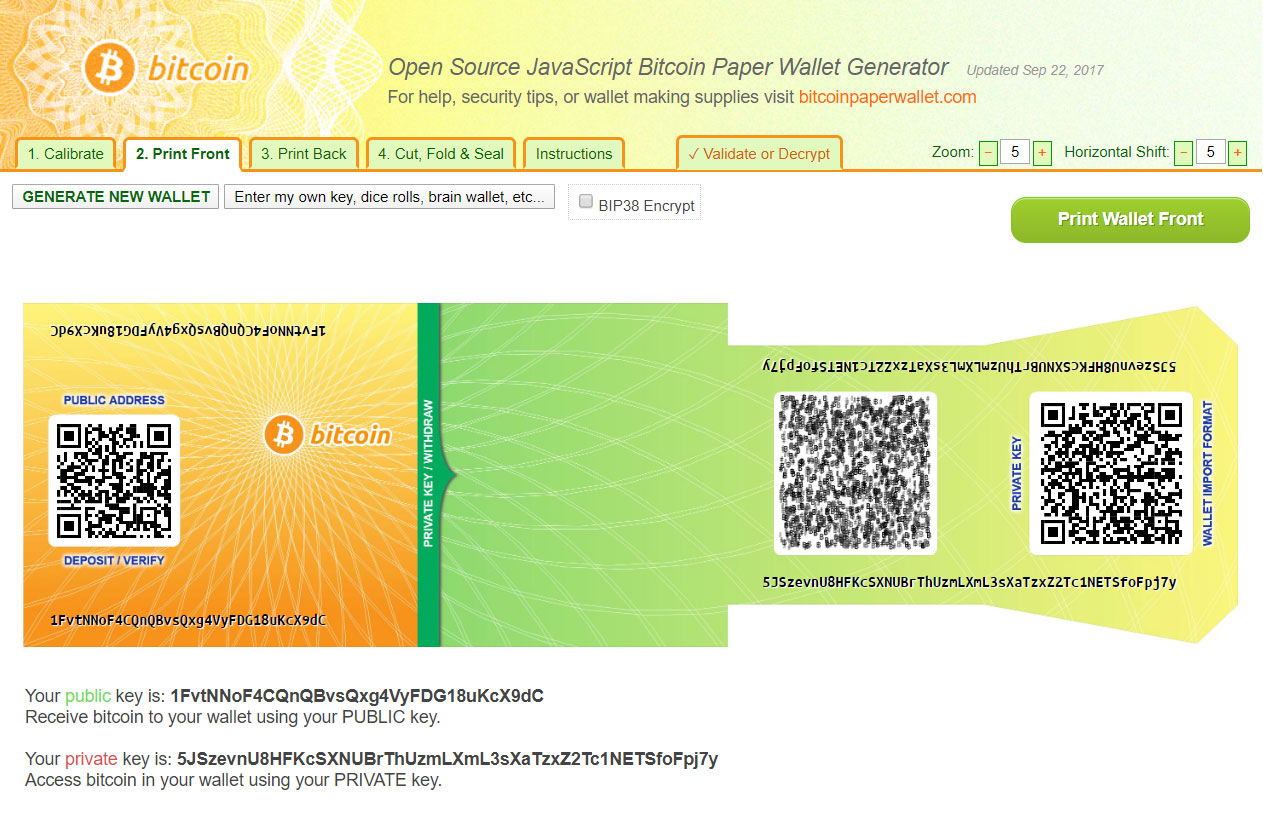 bitcoin
Open Source JavaScript Bitcoin Paper Wallet Generator Updated Sep 22, 2017
For help, security tips, or wallet making supplies visit bitcoinpaperwallet.com
1. Calibrate 2. Print Front 3. Print Back 4. Cut, Fold & Seal Instructions ✓ Validate or Decrypt Zoom: − 5 + Horizontal Shift: − 5 +
GENERATE NEW WALLET Enter my own key, dice rolls, brain wallet, etc... BIP38 Encrypt
Print Wallet Front
1FvtNNoF4CQnQBvsQxg4VyFDG18uKcX9dC
PUBLIC ADDRESS
bitcoin
DEPOSIT / VERIFY
1FvtNNoF4CQnQBvsQxg4VyFDG18uKcX9dC
PRIVATE KEY / WITHDRAW
5JSzevnU8HFKcSXNUBrThUzmLXmL3sXaTzxZ2Tc1NETSfoFpj7y
PRIVATE KEY
WALLET IMPORT FORMAT
5JSzevnU8HFKcSXNUBrThUzmLXmL3sXaTzxZ2Tc1NETSfoFpj7y
Your public key is: 1FvtNNoF4CQnQBvsQxg4VyFDG18uKcX9dC
Receive bitcoin to your wallet using your PUBLIC key.
Your private key is: 5JSzevnU8HFKcSXNUBrThUzmLXmL3sXaTzxZ2Tc1NETSfoFpj7y
Access bitcoin in your wallet using your PRIVATE key.